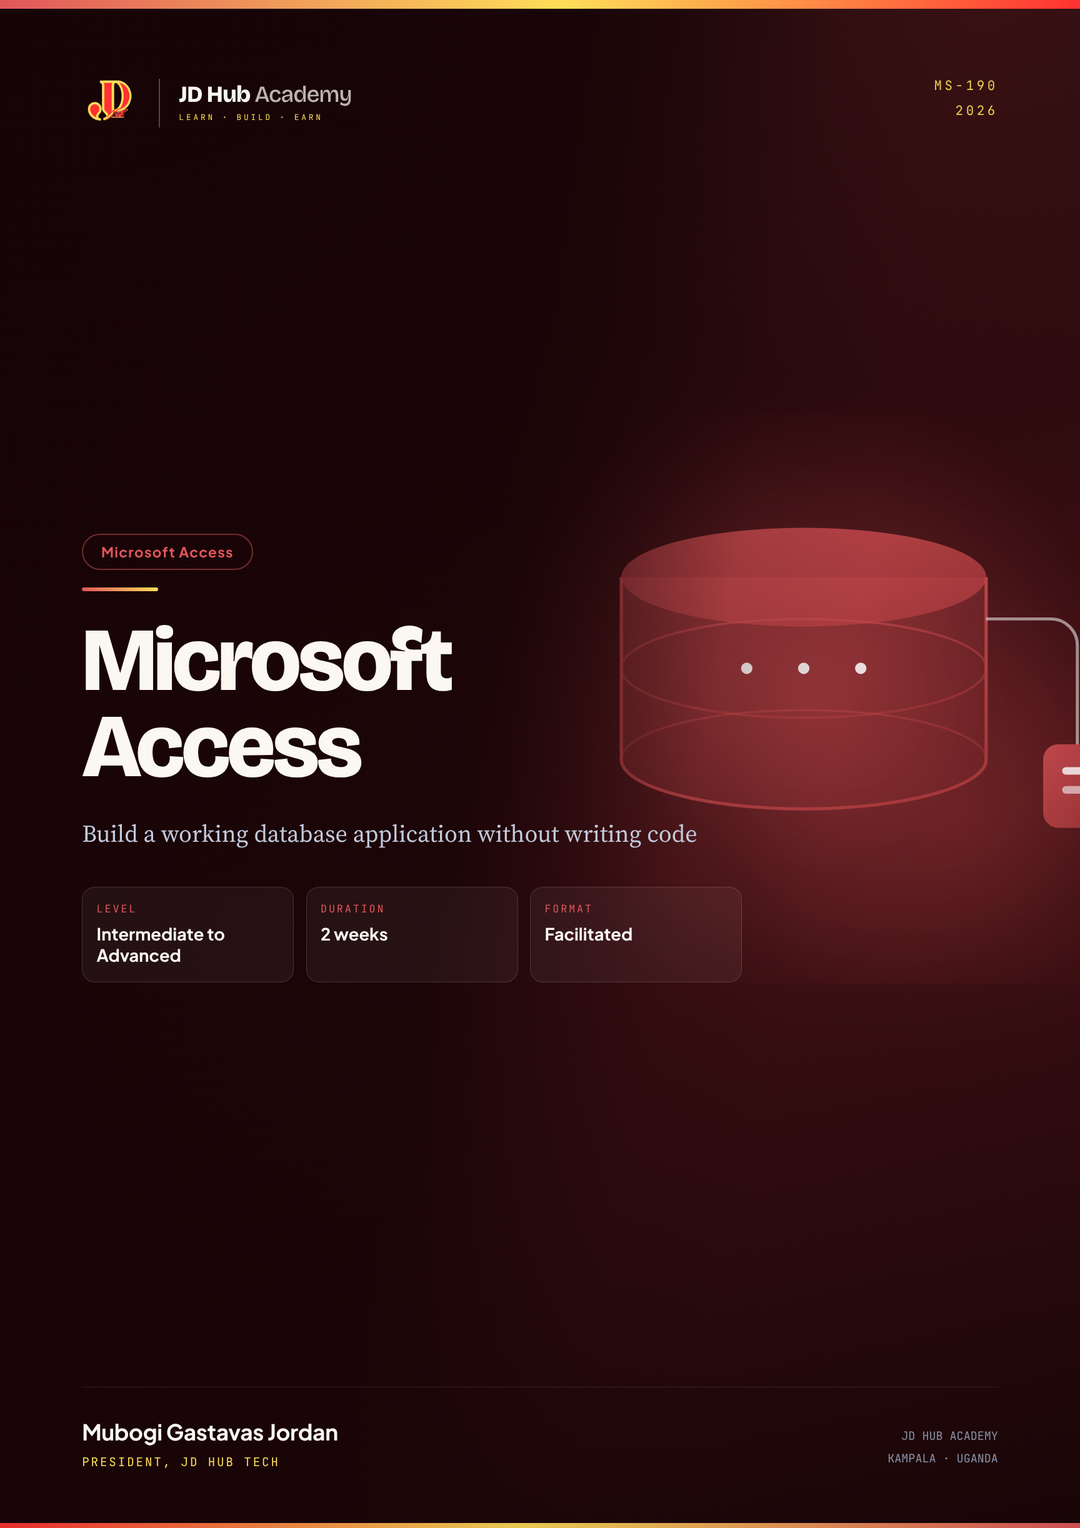 JD Hub Academy
LEARN · BUILD · EARN
MS-190
2026
Microsoft Access
Microsoft
Access
Build a working database application without writing code
LEVEL
Intermediate to
Advanced
DURATION
2 weeks
FORMAT
Facilitated
Mubogi Gastavas Jordan
PRESIDENT, JD HUB TECH
JD HUB ACADEMY
KAMPALA · UGANDA